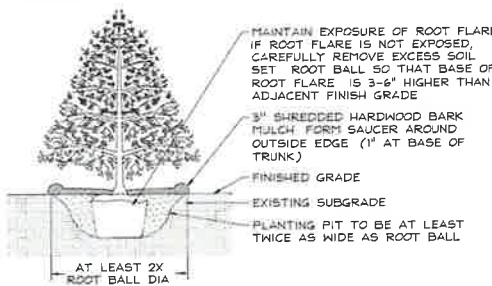 MAINTAIN EXPOSURE OF ROOT FLARE
IF ROOT FLARE IS NOT EXPOSED,
CAREFULLY REMOVE EXCESS SOIL
SET ROOT BALL SO THAT BASE OF
ROOT FLARE IS 3-6" HIGHER THAN
ADJACENT FINISH GRADE
3" SHREDDED HARDWOOD BARK
MULCH FORM SAUCER AROUND
OUTSIDE EDGE (1" AT BASE OF
TRUNK)
FINISHED GRADE
EXISTING SUBGRADE
PLANTING PIT TO BE AT LEAST
TWICE AS WIDE AS ROOT BALL
AT LEAST 2X
ROOT BALL DIA